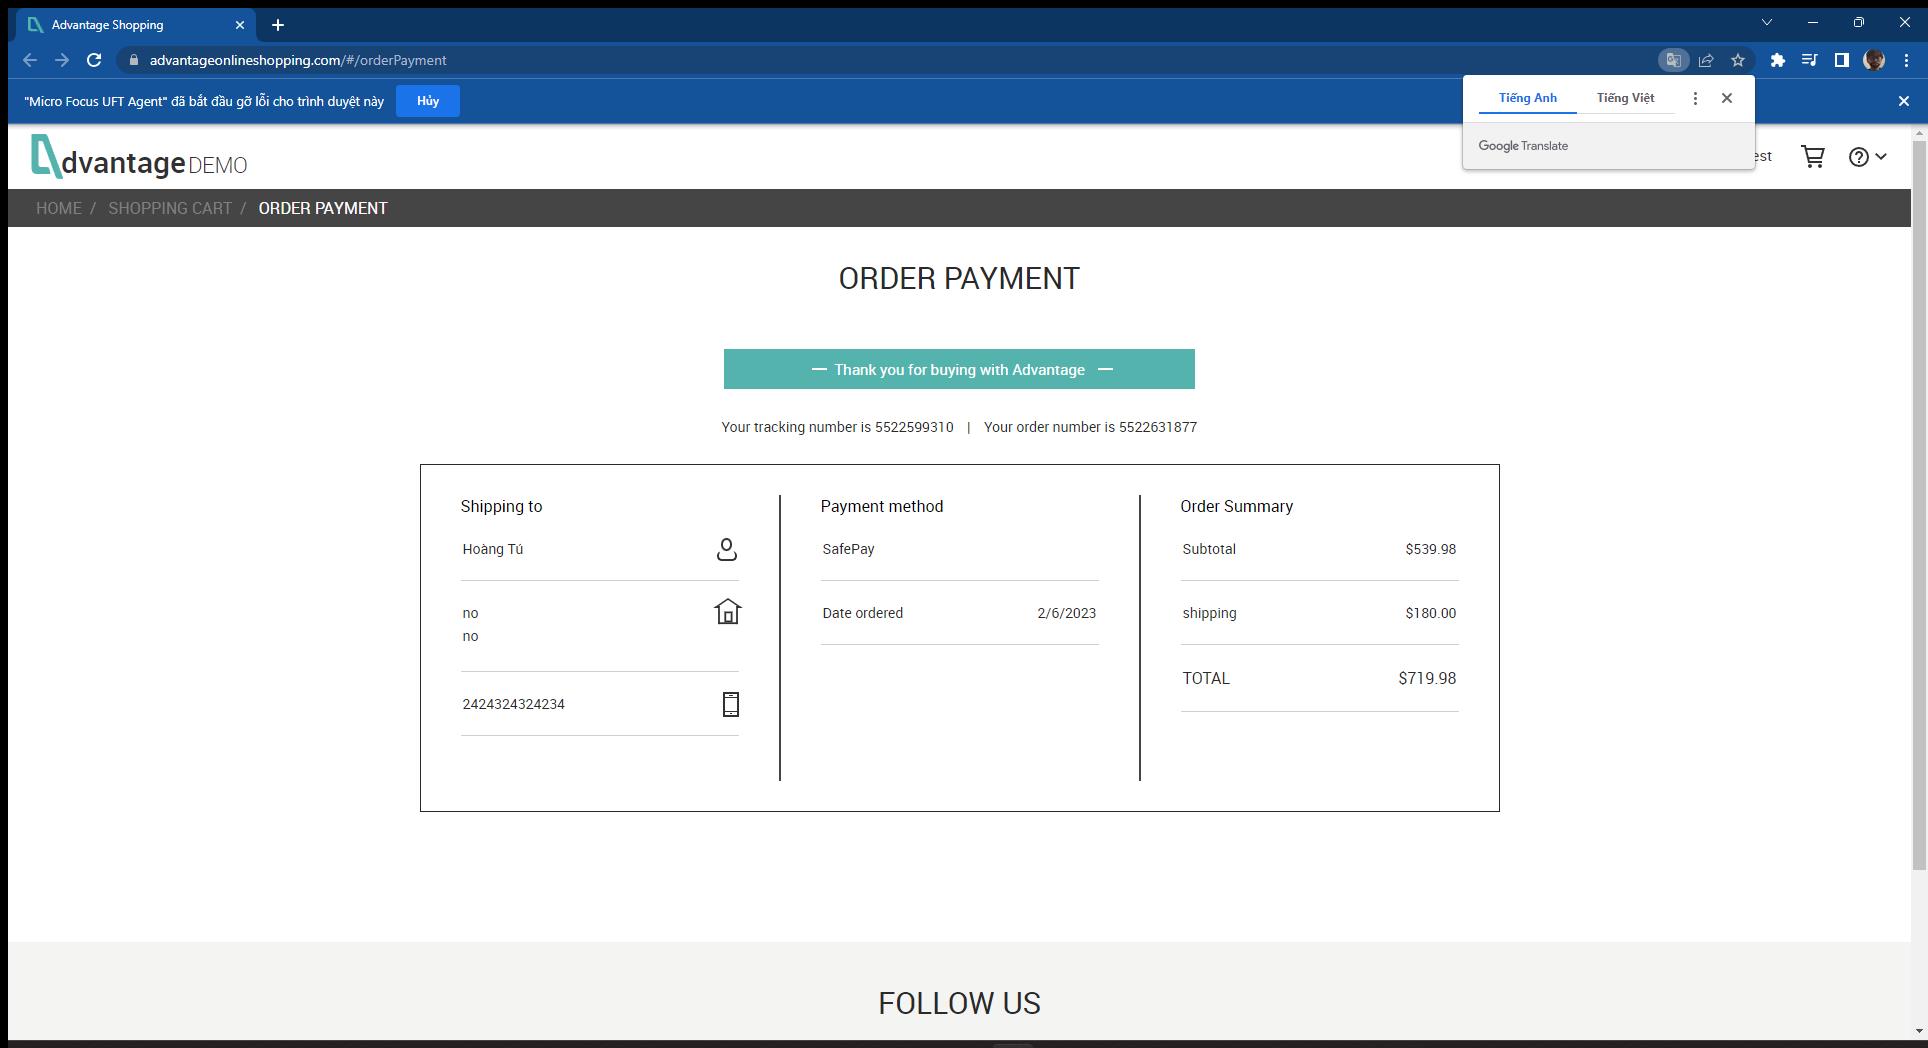 Advantage Shopping
advantageonlineshopping.com/#/orderPayment
"Micro Focus UFT Agent" đã bắt đầu gỡ lỗi cho trình duyệt này
Hủy
Tiếng Anh Tiếng Việt
Google Translate
dvantage DEMO
est
HOME / SHOPPING CART / ORDER PAYMENT
ORDER PAYMENT
— Thank you for buying with Advantage —
Your tracking number is 5522599310 | Your order number is 5522631877
Shipping to
Hoàng Tú
no
no
2424324324234
Payment method
SafePay
Date ordered 2/6/2023
Order Summary
Subtotal $539.98
shipping $180.00
TOTAL $719.98
FOLLOW US